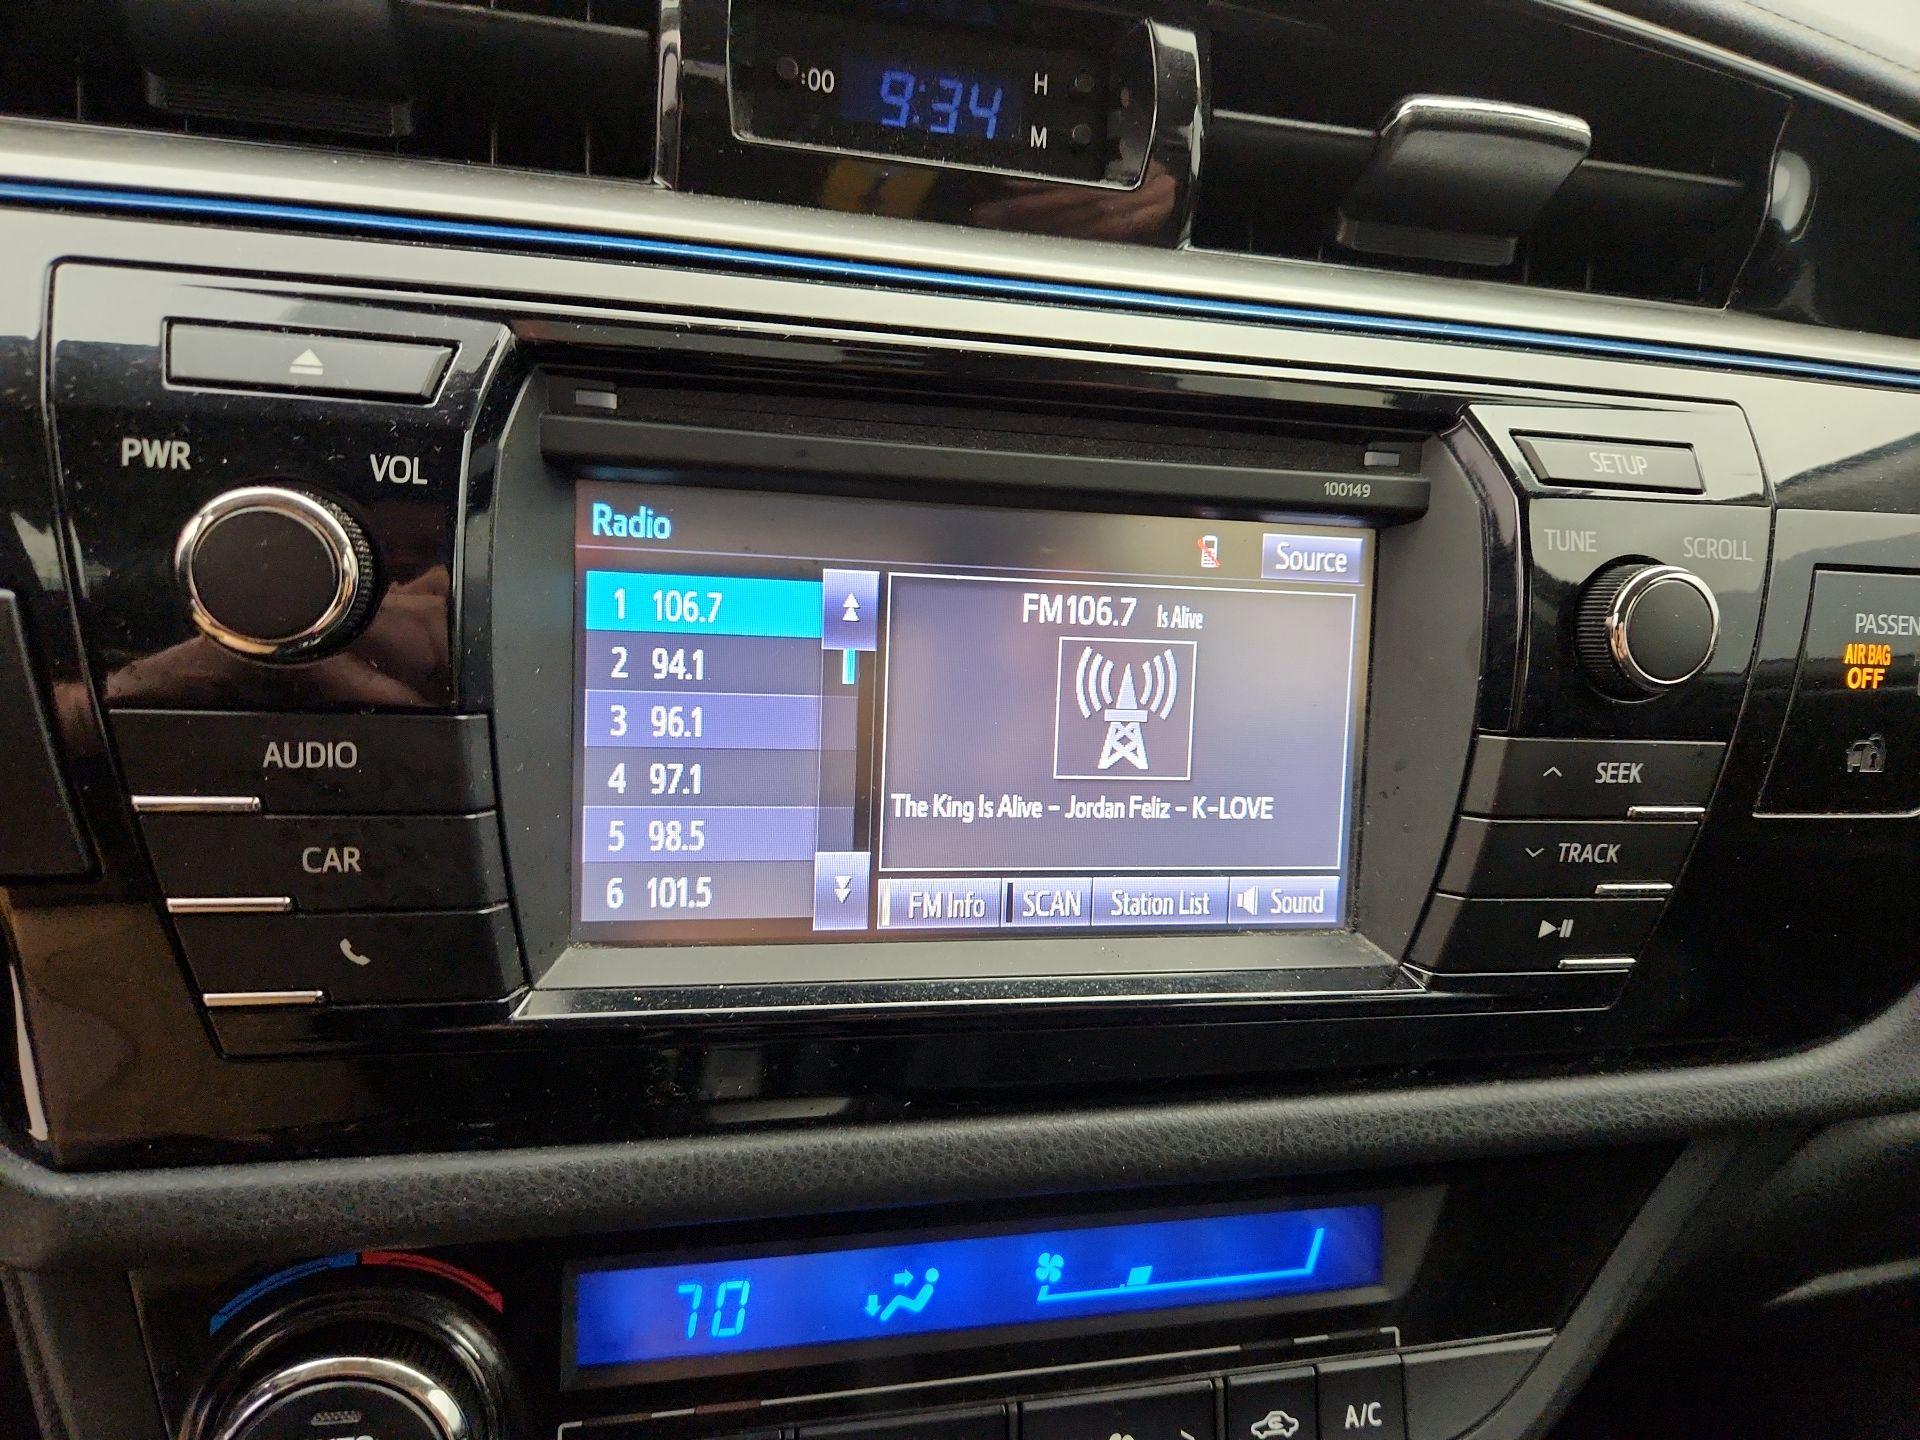 :00 9:34 H
M
PWR VOL
SETUP
100149
TUNE SCROLL
Radio Source
1 106.7
2 94.1
3 96.1
4 97.1
5 98.5
6 101.5
FM106.7 Is Alive
The King Is Alive - Jordan Feliz - K-LOVE
FM Info SCAN Station List Sound
AUDIO
CAR
SEEK
TRACK
PASSEN
AIR BAG
OFF
70
A/C